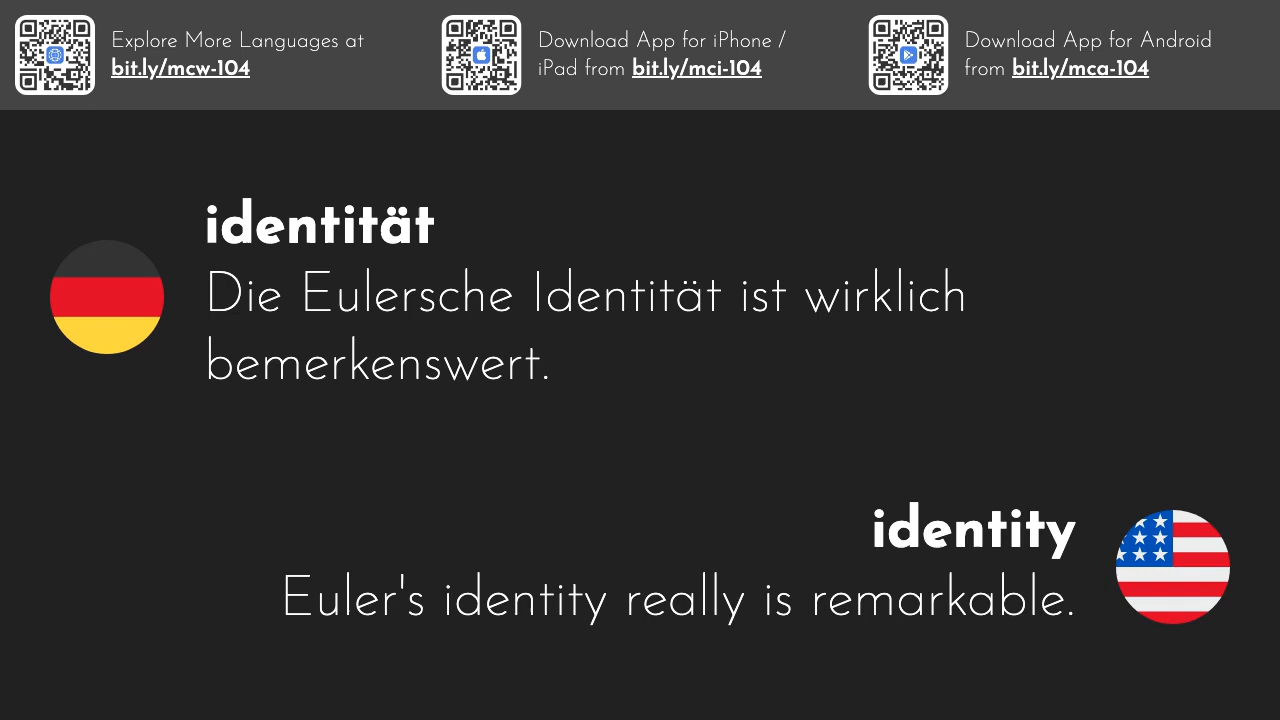 Explore More Languages at
bit.ly/mcw-104
Download App for iPhone /
iPad from bit.ly/mci-104
Download App for Android
from bit.ly/mca-104
identität
Die Eulersche Identität ist wirklich
bemerkenswert.
identity
Euler's identity really is remarkable.